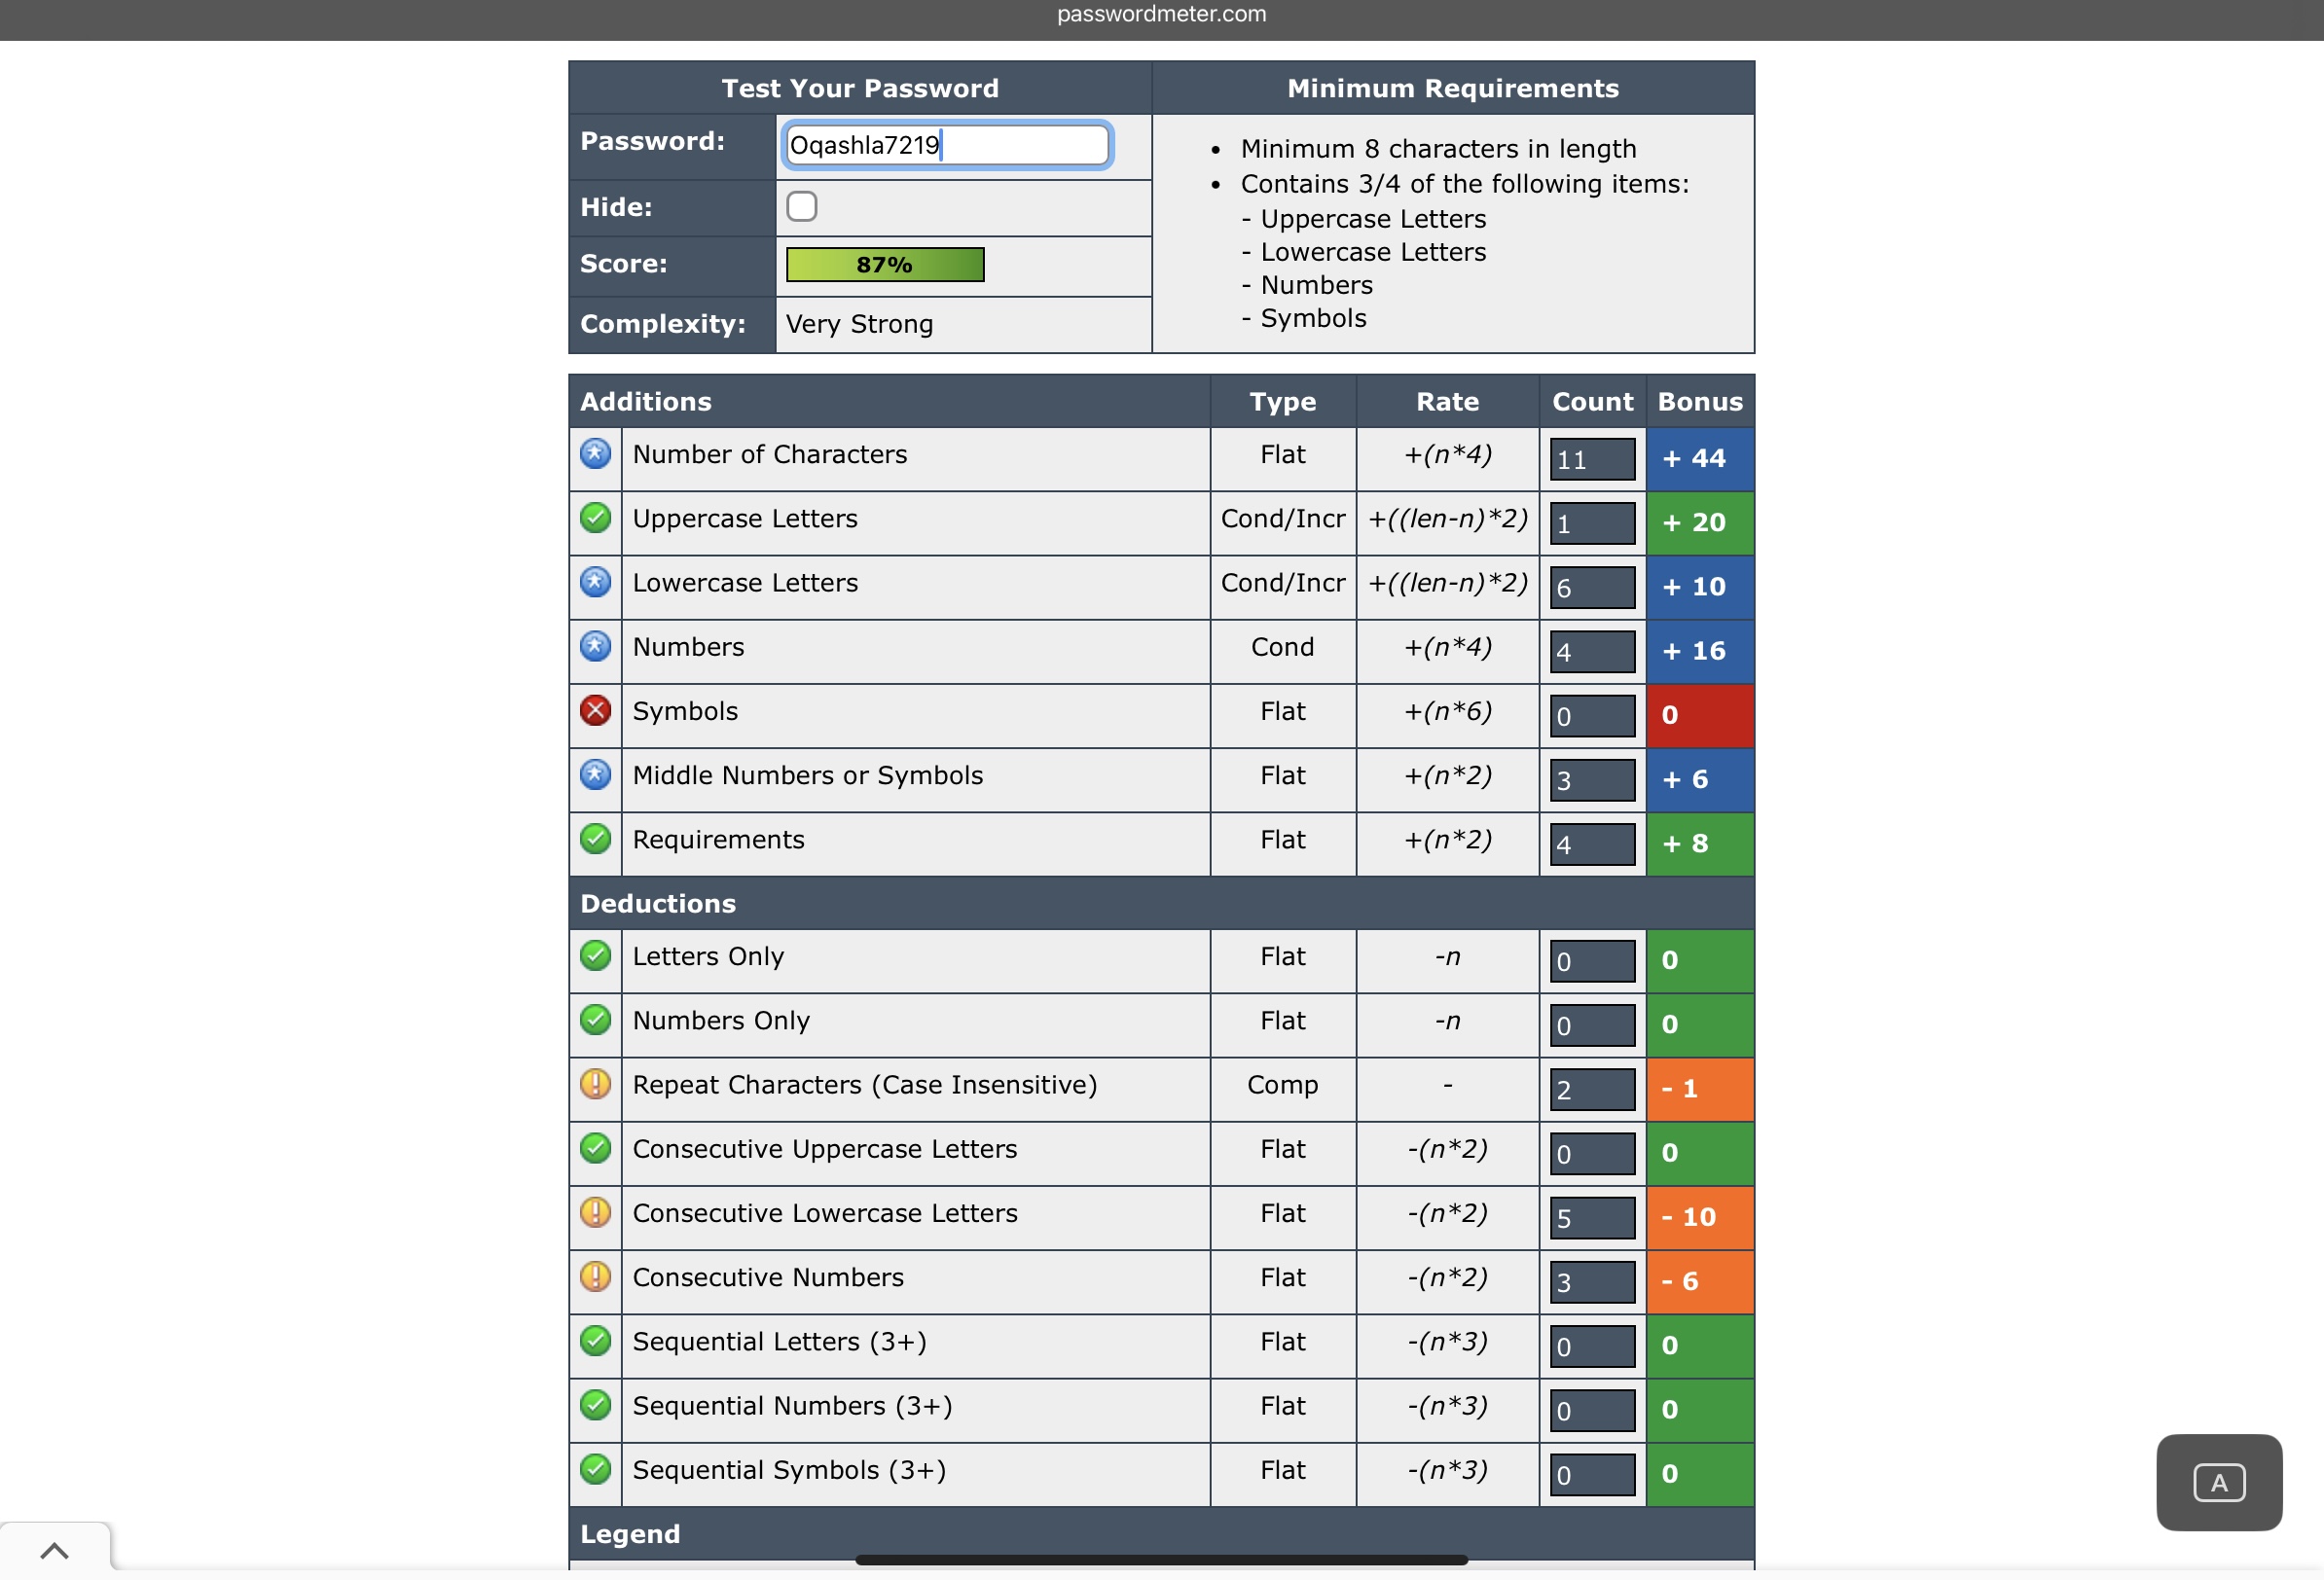 passwordmeter.com
Test Your Password
Minimum Requirements
Password:
Oqashla7219
Hide:
Score:
87%
Complexity:
Very Strong
• Minimum 8 characters in length
• Contains 3/4 of the following items:
- Uppercase Letters
- Lowercase Letters
- Numbers
- Symbols
Additions Type Rate Count Bonus
Number of Characters Flat +(n*4) 11 + 44
Uppercase Letters Cond/Incr +((len-n)*2) 1 + 20
Lowercase Letters Cond/Incr +((len-n)*2) 6 + 10
Numbers Cond +(n*4) 4 + 16
Symbols Flat +(n*6) 0 0
Middle Numbers or Symbols Flat +(n*2) 3 + 6
Requirements Flat +(n*2) 4 + 8
Deductions
Letters Only Flat -n 0 0
Numbers Only Flat -n 0 0
Repeat Characters (Case Insensitive) Comp - 2 - 1
Consecutive Uppercase Letters Flat -(n*2) 0 0
Consecutive Lowercase Letters Flat -(n*2) 5 - 10
Consecutive Numbers Flat -(n*2) 3 - 6
Sequential Letters (3+) Flat -(n*3) 0 0
Sequential Numbers (3+) Flat -(n*3) 0 0
Sequential Symbols (3+) Flat -(n*3) 0 0
A
Legend